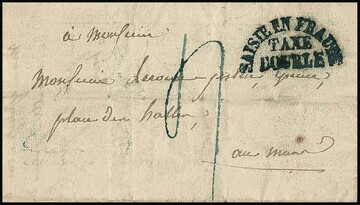 à Monsieur
SAISIE EN FRAUDE
TAXE
DOUBLE
Monsieur
place des halles
au mans